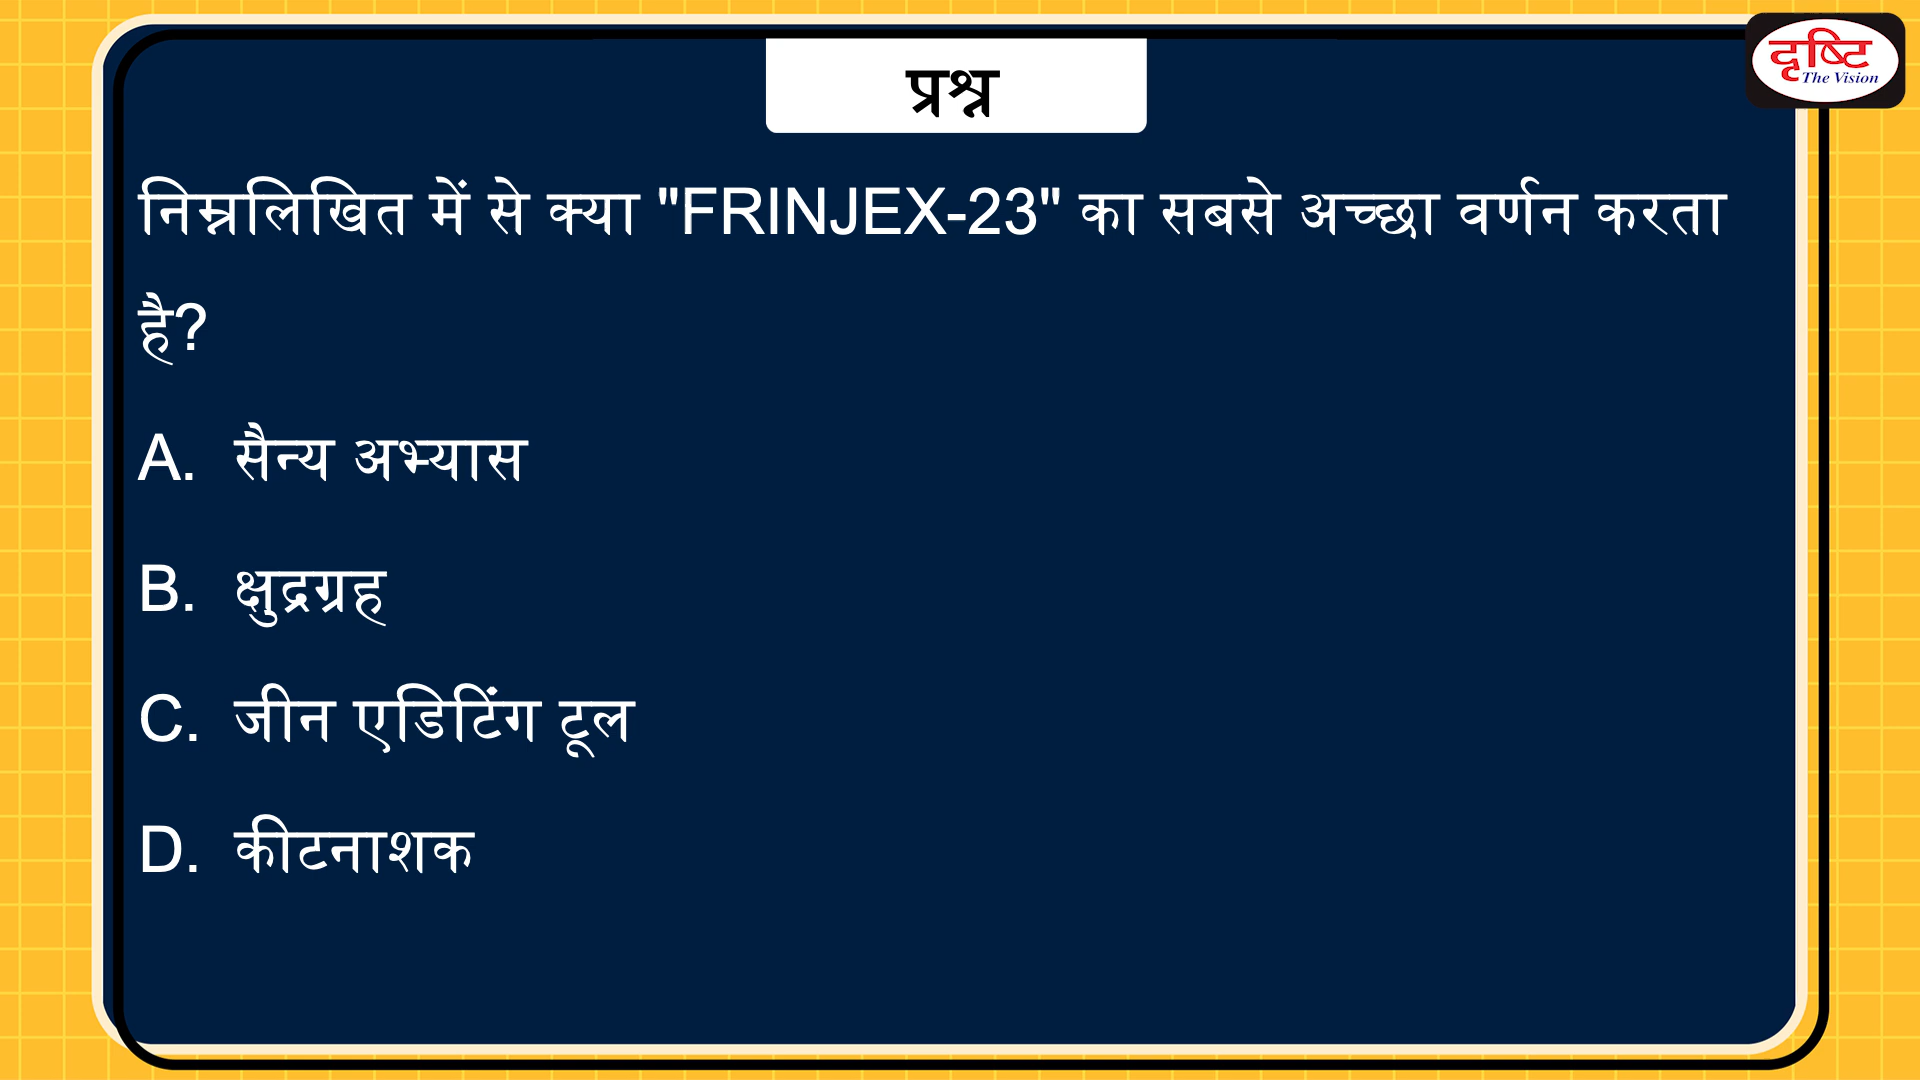 दृष्टि
The Vision
प्रश्न
निम्नलिखित में से क्या "FRINJEX-23" का सबसे अच्छा वर्णन करता
है?
A. सैन्य अभ्यास
B. क्षुद्रग्रह
C. जीन एडिटिंग टूल
D. कीटनाशक